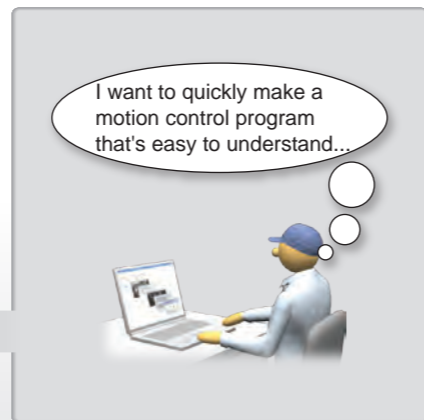 I want to quickly make a
motion control program
that's easy to understand...